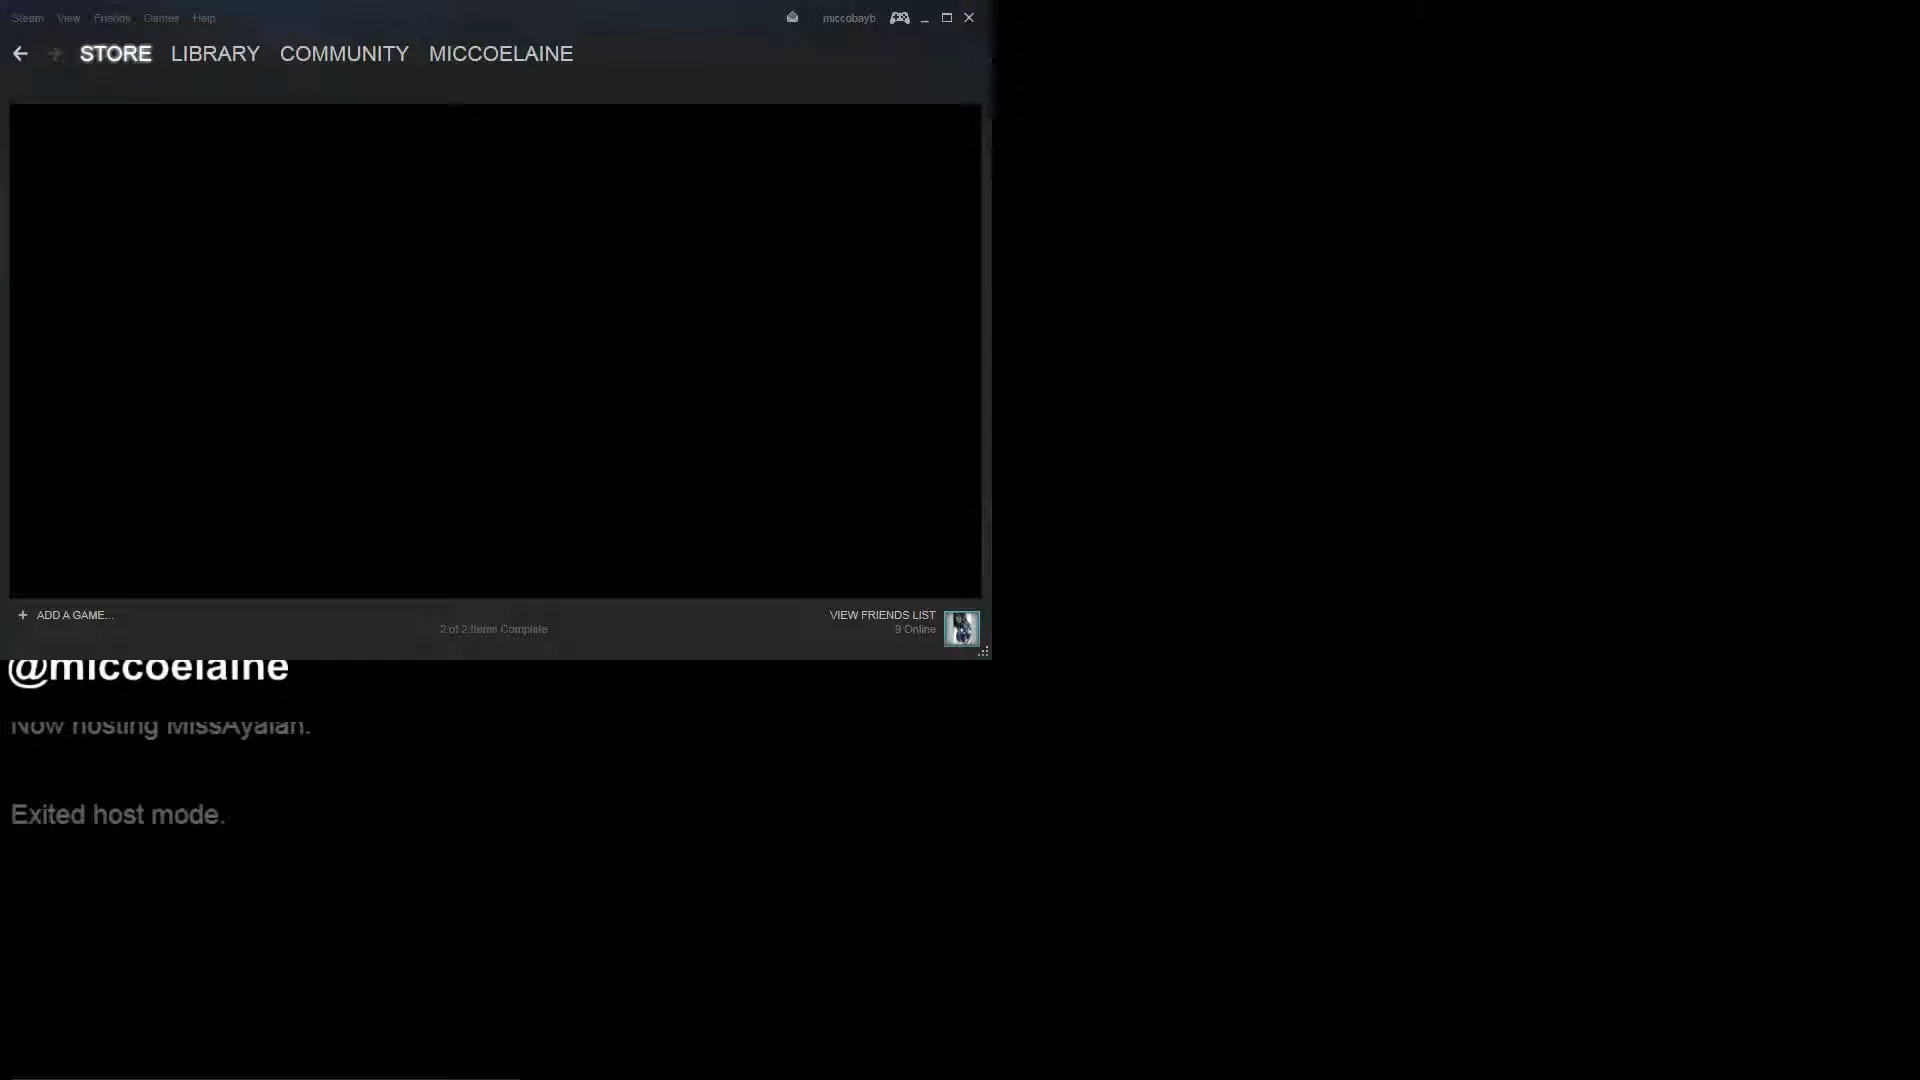 Steam View Friends Games Help miccobayb
STORE LIBRARY COMMUNITY MICCOELAINE
+ ADD A GAME... VIEW FRIENDS LIST
2 of 2 Items Complete 9 Online
@miccoelaine
Now hosting MissAyalah.
Exited host mode.